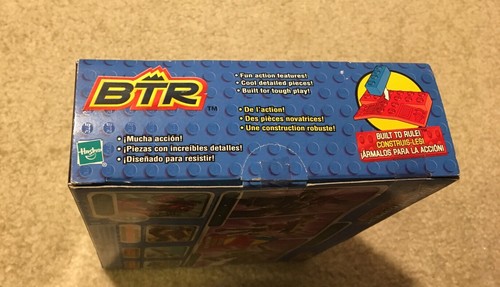 BTR
TM
• Fun action features!
• Cool detailed pieces!
• Built for tough play!
• De l'action!
• Des pièces novatrices!
• Une construction robuste!
Hasbro
• ¡Mucha acción!
• ¡Piezas con increíbles detalles!
• ¡Diseñado para resistir!
BUILT TO RULE!
CONSTRUIS-LES!
¡ÁRMALOS PARA LA ACCIÓN!